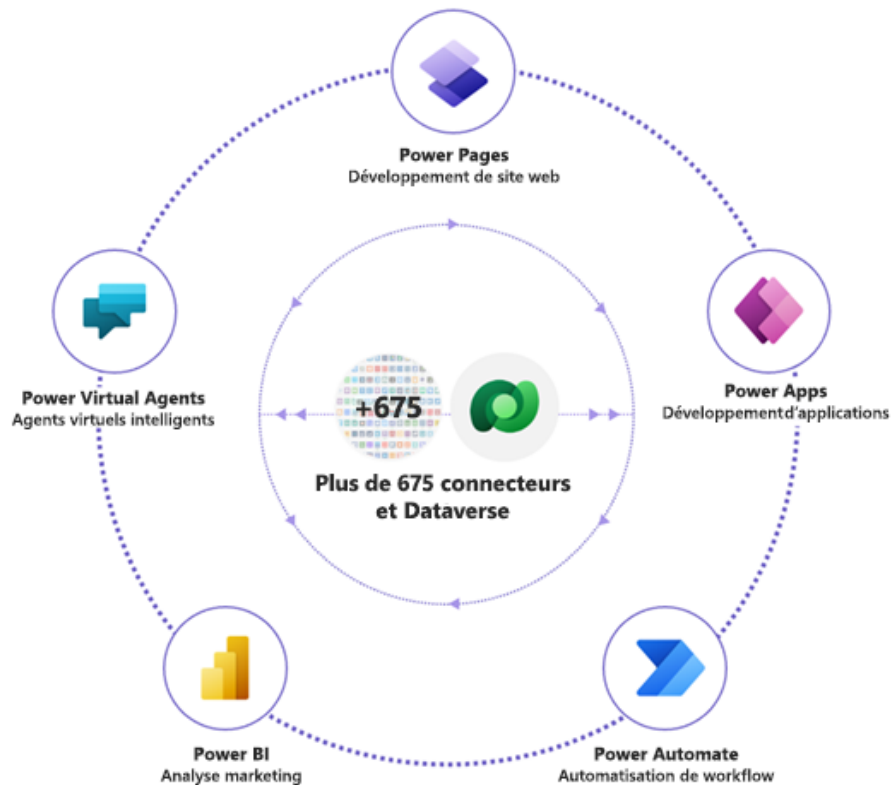 Power Pages
Développement de site web
Power Virtual Agents
Agents virtuels intelligents
Power Apps
Développement d'applications
+675
Plus de 675 connecteurs
et Dataverse
Power BI
Analyse marketing
Power Automate
Automatisation de workflow